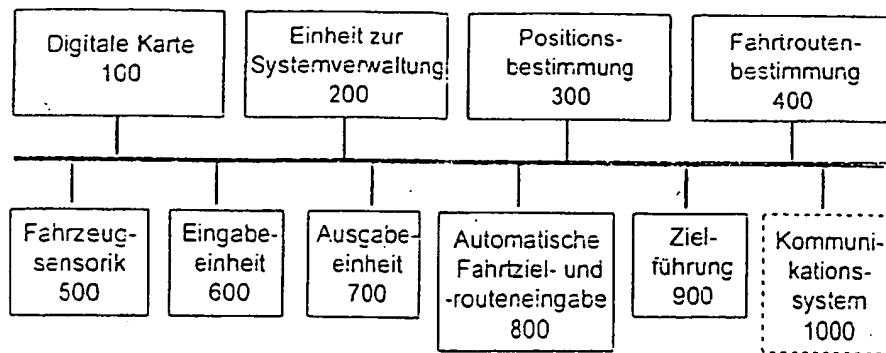 Digitale Karte
100
Einheit zur
Systemverwaltung
200
Positions-
bestimmung
300
Fahrtrouten-
bestimmung
400
Fahrzeug-
sensorik
500
Eingabe-
einheit
600
Ausgabe-
einheit
700
Automatische
Fahrtziel- und
-routeneingabe
800
Ziel-
führung
900
Kommuni-
kations-
system
1000